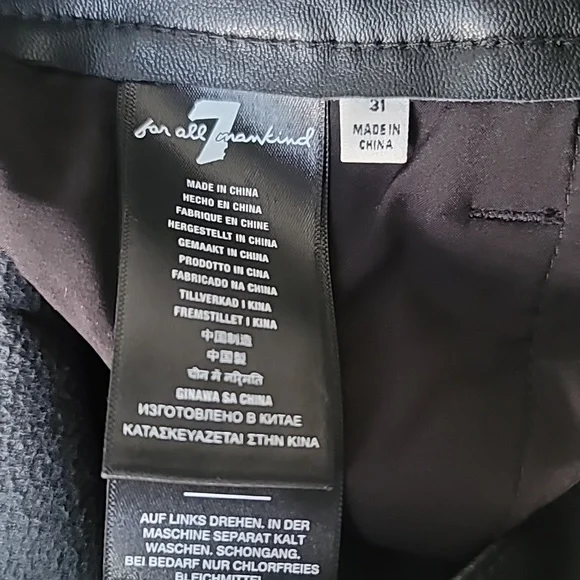 for all 7 mankind
31
MADE IN
CHINA
MADE IN CHINA
HECHO EN CHINA
FABRIQUE EN CHINE
HERGESTELLT IN CHINA
GEMAAKT IN CHINA
PRODOTTO IN CINA
FABRICADO NA CHINA
TILLVERKAD I KINA
FREMSTILLET I KINA
中国制造
中国製
चीन में
GINAWA SA CHINA
ИЗГОТОВЛЕНО В КИТАЕ
ΚΑΤΑΣΚΕΥΑΖΕΤΑΙ ΣΤΗΝ ΚΙΝΑ
AUF LINKS DREHEN. IN DER
MASCHINE SEPARAT KALT
WASCHEN. SCHONGANG.
BEI BEDARF NUR CHLORFREIES
BLEICHMITTEL